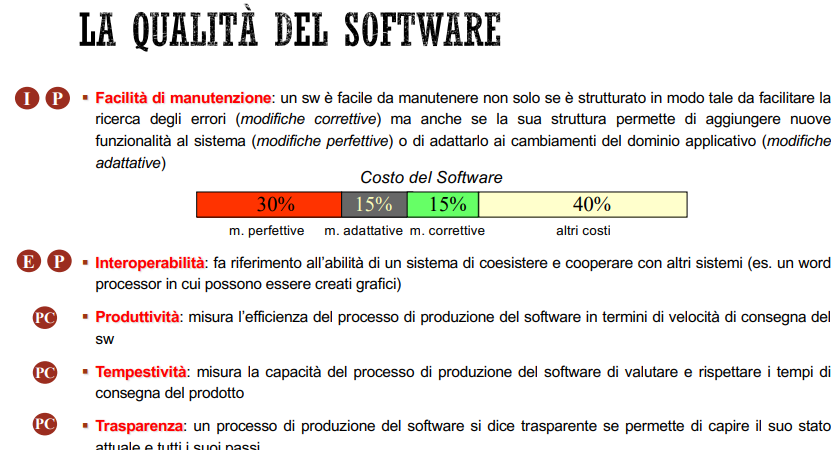 LA QUALITÀ DEL SOFTWARE
I P ▪ Facilità di manutenzione: un sw è facile da manutenere non solo se è strutturato in modo tale da facilitare la
ricerca degli errori (modifiche correttive) ma anche se la sua struttura permette di aggiungere nuove
funzionalità al sistema (modifiche perfettive) o di adattarlo ai cambiamenti del dominio applicativo (modifiche
adattative)
Costo del Software
30% 15% 15% 40%
m. perfettive m. adattative m. correttive altri costi
E P ▪ Interoperabilità: fa riferimento all'abilità di un sistema di coesistere e cooperare con altri sistemi (es. un word
processor in cui possono essere creati grafici)
PC ▪ Produttività: misura l'efficienza del processo di produzione del software in termini di velocità di consegna del
sw
PC ▪ Tempestività: misura la capacità del processo di produzione del software di valutare e rispettare i tempi di
consegna del prodotto
PC ▪ Trasparenza: un processo di produzione del software si dice trasparente se permette di capire il suo stato
attuale e tutti i suoi passi